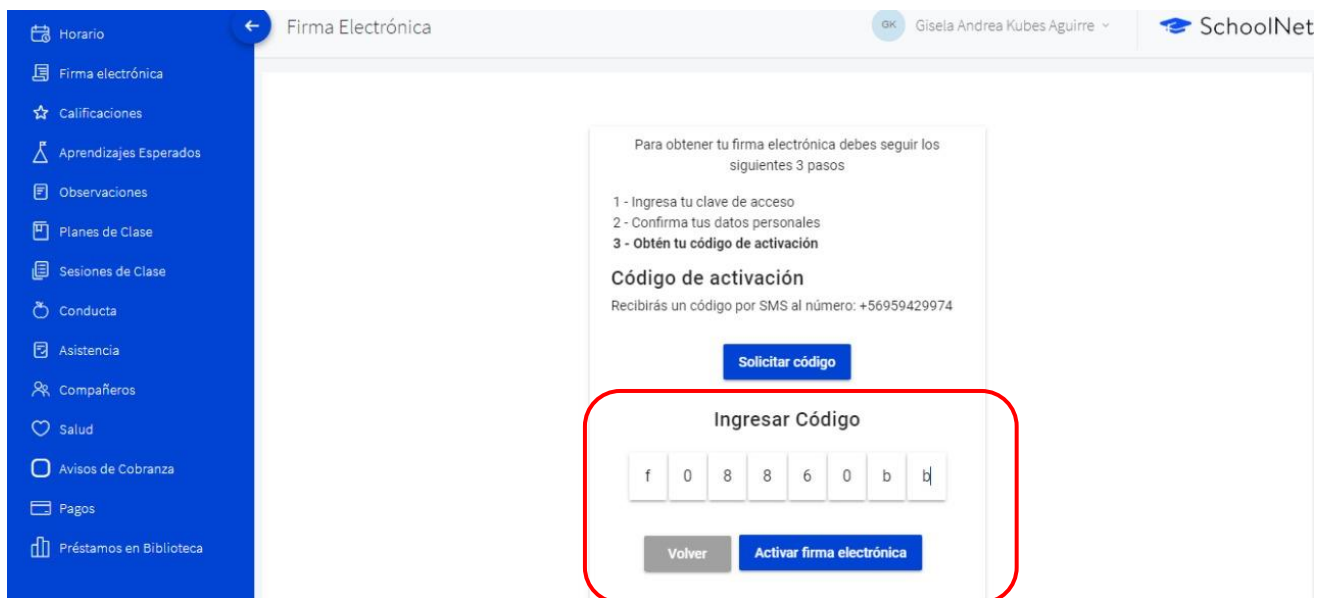 Horario
Firma electrónica
Calificaciones
Aprendizajes Esperados
Observaciones
Planes de Clase
Sesiones de Clase
Conducta
Asistencia
Compañeros
Salud
Avisos de Cobranza
Pagos
Préstamos en Biblioteca
Firma Electrónica
GK Gisela Andrea Kubes Aguirre
SchoolNet
Para obtener tu firma electrónica debes seguir los
siguientes 3 pasos
1 - Ingresa tu clave de acceso
2 - Confirma tus datos personales
3 - Obtén tu código de activación
Código de activación
Recibirás un código por SMS al número: +56959429974
Solicitar código
Ingresar Código
f 0 8 8 6 0 b b
Volver Activar firma electrónica